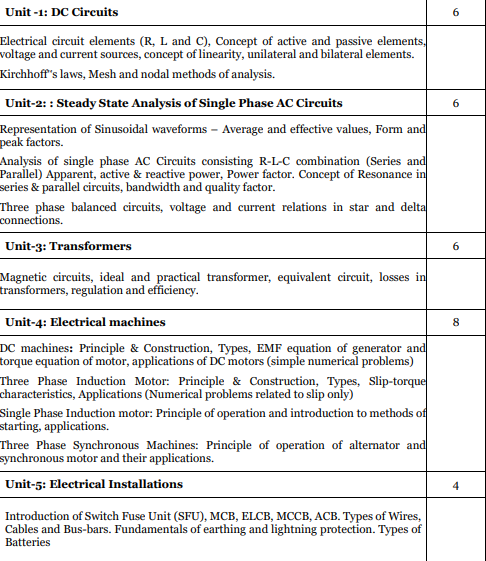 Unit -1: DC Circuits 6
Electrical circuit elements (R, L and C), Concept of active and passive elements,
voltage and current sources, concept of linearity, unilateral and bilateral elements.
Kirchhoff"s laws, Mesh and nodal methods of analysis.
Unit-2: : Steady State Analysis of Single Phase AC Circuits 6
Representation of Sinusoidal waveforms – Average and effective values, Form and
peak factors.
Analysis of single phase AC Circuits consisting R-L-C combination (Series and
Parallel) Apparent, active & reactive power, Power factor. Concept of Resonance in
series & parallel circuits, bandwidth and quality factor.
Three phase balanced circuits, voltage and current relations in star and delta
connections.
Unit-3: Transformers 6
Magnetic circuits, ideal and practical transformer, equivalent circuit, losses in
transformers, regulation and efficiency.
Unit-4: Electrical machines 8
DC machines: Principle & Construction, Types, EMF equation of generator and
torque equation of motor, applications of DC motors (simple numerical problems)
Three Phase Induction Motor: Principle & Construction, Types, Slip-torque
characteristics, Applications (Numerical problems related to slip only)
Single Phase Induction motor: Principle of operation and introduction to methods of
starting, applications.
Three Phase Synchronous Machines: Principle of operation of alternator and
synchronous motor and their applications.
Unit-5: Electrical Installations 4
Introduction of Switch Fuse Unit (SFU), MCB, ELCB, MCCB, ACB. Types of Wires,
Cables and Bus-bars. Fundamentals of earthing and lightning protection. Types of
Batteries